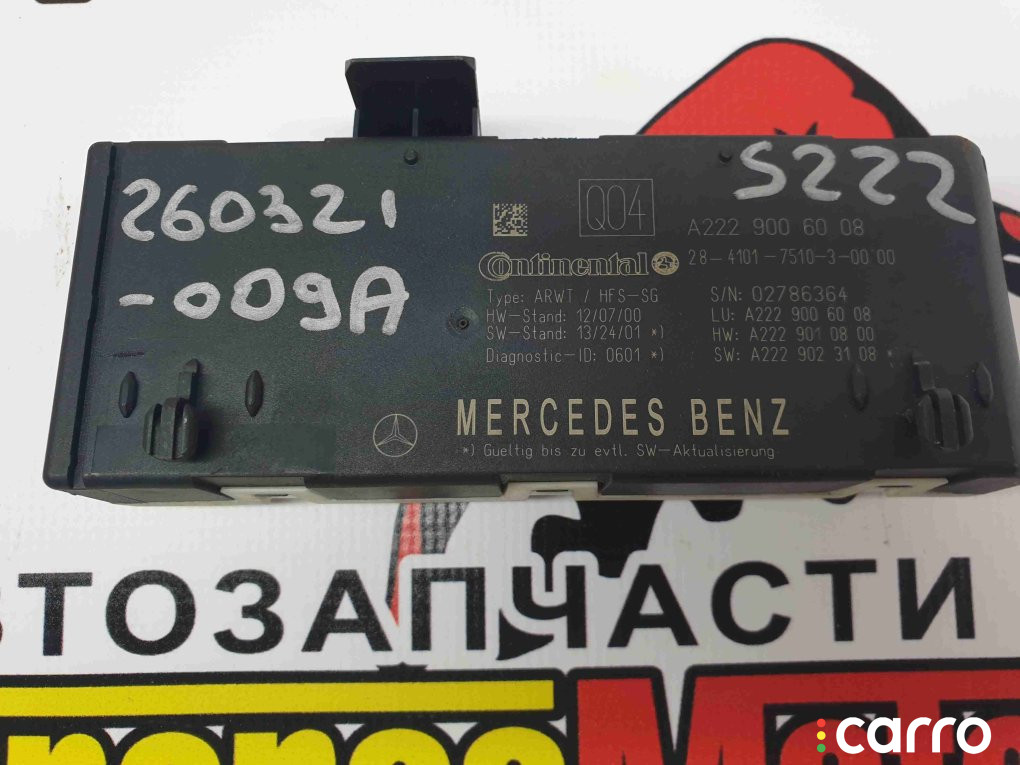 260321
-009A
S222
Q04
A222 900 60 08
Continental
28-4101-7510-3-00 00
Type: ARWT / HFS-SG
S/N: 02786364
HW-Stand: 12/07/00
LU: A222 900 60 08
SW-Stand: 13/24/01 *)
HW: A222 901 08 00
Diagnostic-ID: 0601 *)
SW: A222 902 31 08 *
MERCEDES BENZ
*) Gueltig bis zu evtl. SW-Aktualisierung
ТОЗАПЧАСТИ
carro